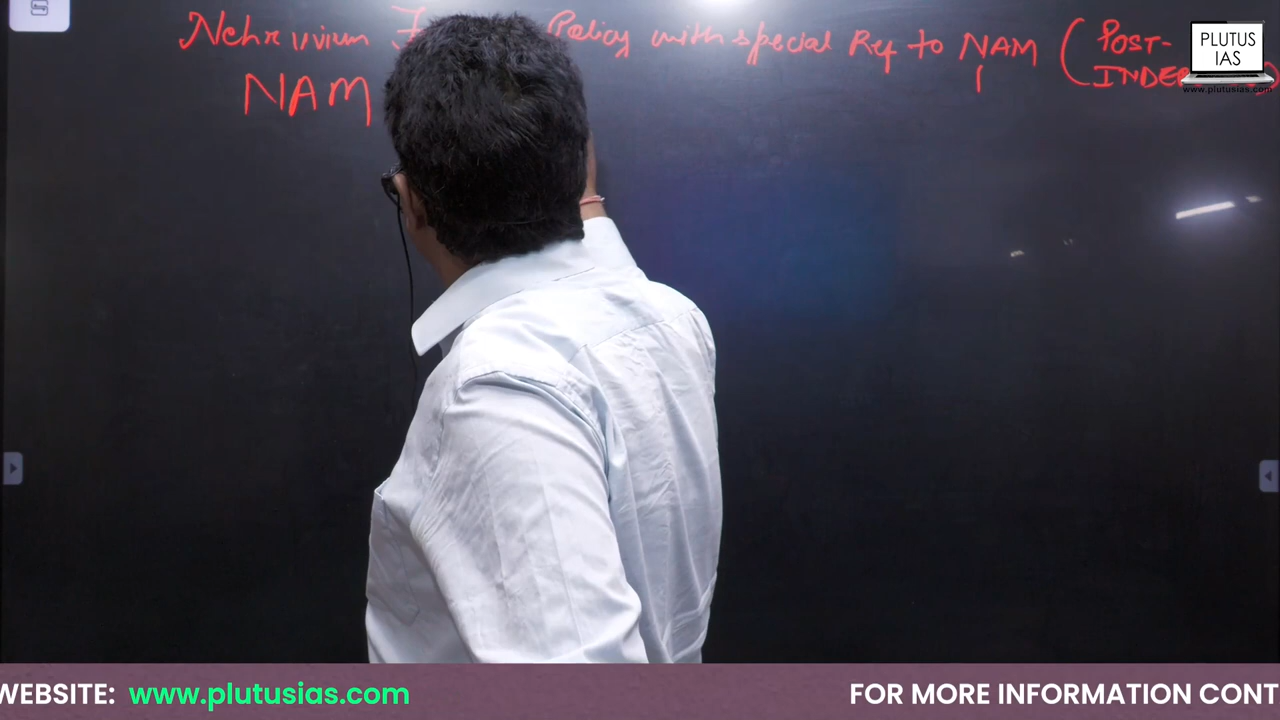 Nehruvian Policy with special Ref to NAM (POST-
NAM
PLUTUS
IAS
www.plutusias.com
WEBSITE: www.plutusias.com
FOR MORE INFORMATION CONT